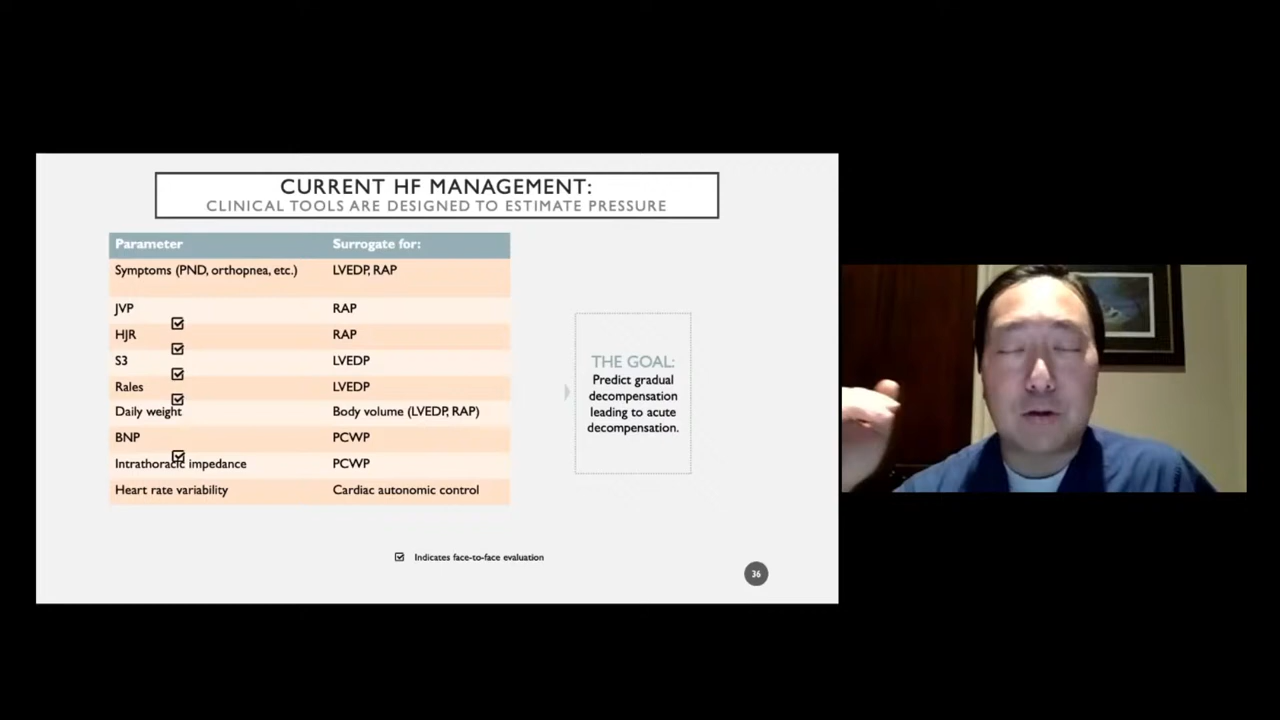 CURRENT HF MANAGEMENT:
CLINICAL TOOLS ARE DESIGNED TO ESTIMATE PRESSURE
Parameter Surrogate for:
Symptoms (PND, orthopnea, etc.) LVEDP, RAP
JVP RAP
HJR RAP
S3 LVEDP
Rales LVEDP
Daily weight Body volume (LVEDP, RAP)
BNP PCWP
Intrathoracic impedance PCWP
Heart rate variability Cardiac autonomic control
THE GOAL:
Predict gradual
decompensation
leading to acute
decompensation.
Indicates face-to-face evaluation
36